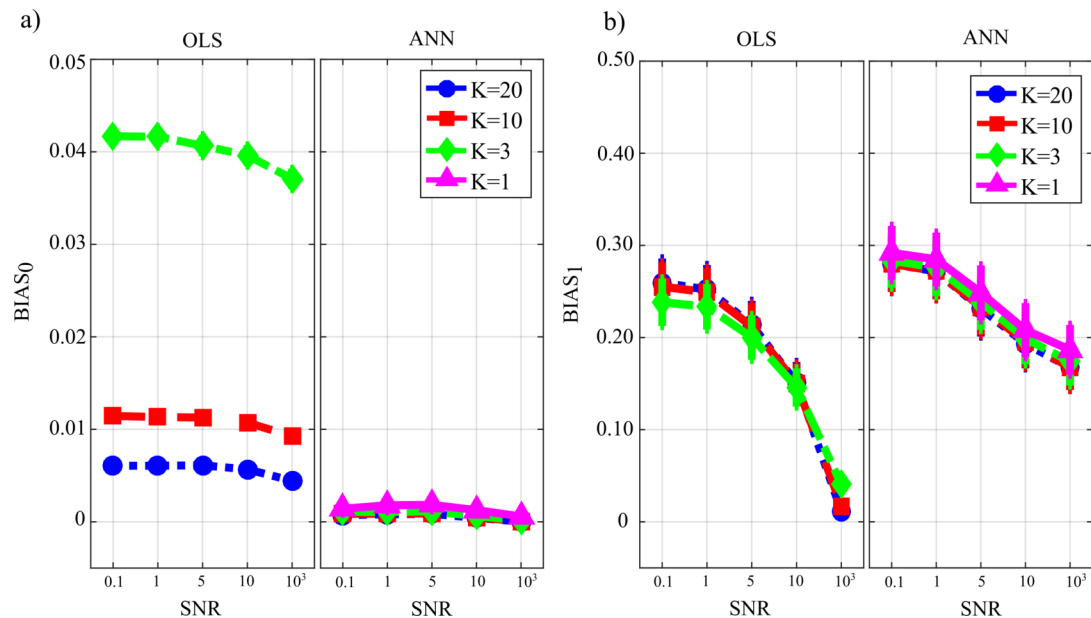 a)
OLS
ANN
0.05
0.04
0.03
0.02
0.01
0
BIAS0
K=20
K=10
K=3
K=1
0.1 1 5 10 10³
0.1 1 5 10 10³
SNR
SNR
b)
OLS
ANN
0.50
0.40
0.30
0.20
0.10
0
BIAS1
K=20
K=10
K=3
K=1
0.1 1 5 10 10³
0.1 1 5 10 10³
SNR
SNR